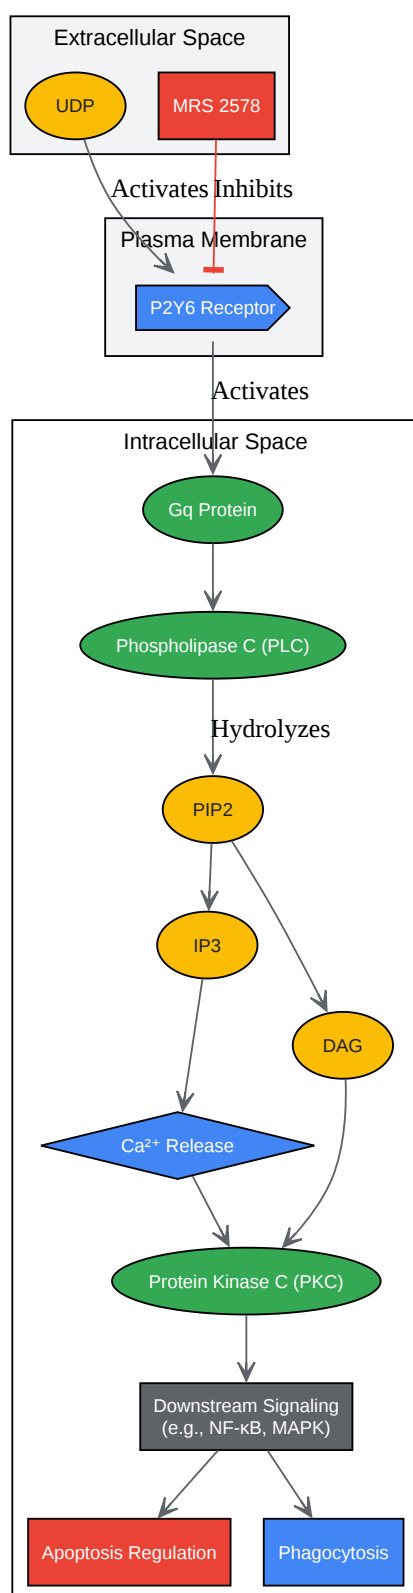 Extracellular Space
UDP
MRS 2578
Activates
Inhibits
Plasma Membrane
P2Y6 Receptor
Activates
Intracellular Space
Gq Protein
Phospholipase C (PLC)
Hydrolyzes
PIP2
IP3
DAG
Ca²⁺ Release
Protein Kinase C (PKC)
Downstream Signaling
(e.g., NF-κB, MAPK)
Apoptosis Regulation
Phagocytosis